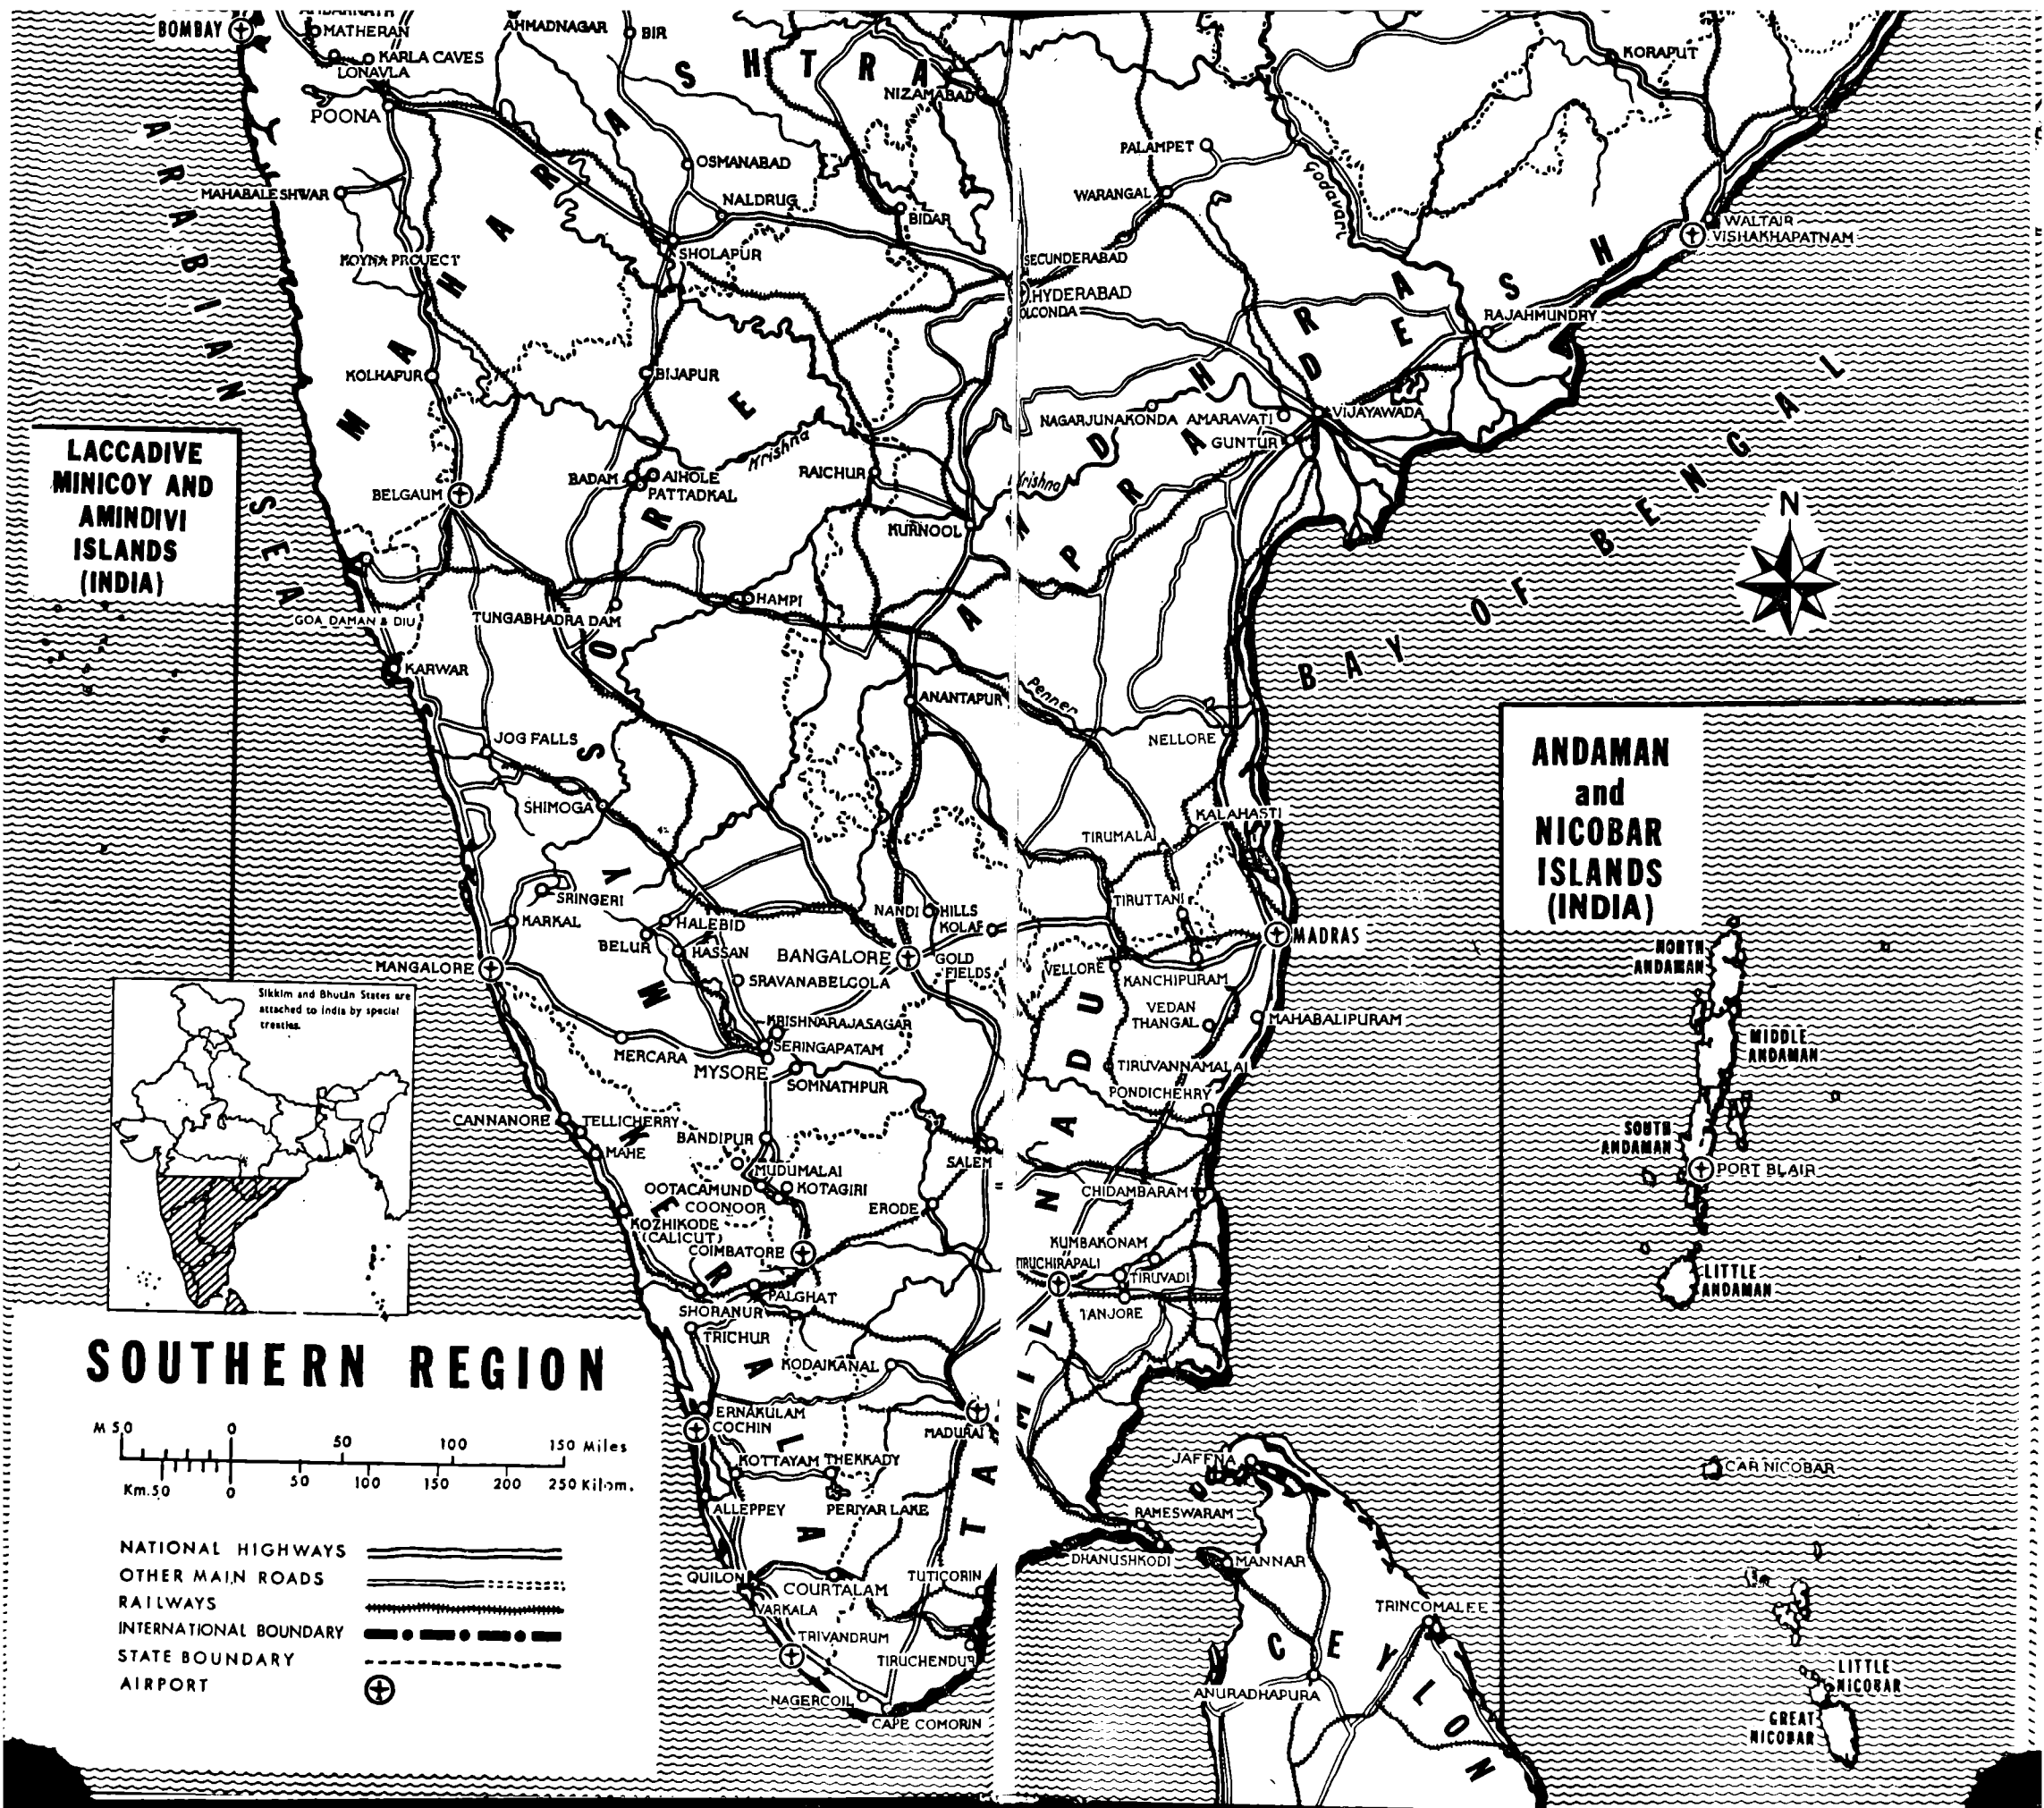 BOMBAY
MATHERAN
KARLA CAVES
LONAVLA
POONA
AHMADNAGAR
BIR
MAHARASHTRA
NIZAMABAD
KORAPUT
OSMANABAD
PALAMPET
MAHABALESHWAR
NALDRUG
BIDAR
WARANGAL
Godavari
WALTAIR
VISHAKHAPATNAM
KOYNA PROJECT
SHOLAPUR
SECUNDERABAD
HYDERABAD
OLCONDA
RAJAHMUNDRY
ARABIAN SEA
KOLHAPUR
BIJAPUR
ANDHRA PRADESH
NAGARJUNAKONDA
AMARAVATI
VIJAYAWADA
GUNTUR
LACCADIVE
MINICOY AND
AMINDIVI
ISLANDS
(INDIA)
Krishna
BELGAUM
BADAM
AIHOLE
PATTADKAL
RAICHUR
KURNOOL
rishna
BAY OF BENGAL
N
GOA DAMAN & DIU
TUNGABHADRA DAM
HAMPI
KARWAR
ANANTAPUR
Penner
NELLORE
JOG FALLS
MYSORE
SHIMOGA
KALAHASTI
TIRUMALAI
ANDAMAN
and
NICOBAR
ISLANDS
(INDIA)
SRINGERI
KARKAL
HALEBID
BELUR
HASSAN
NANDI HILLS
KOLAR
GOLD
FIELDS
BANGALORE
TIRUTTANI
MADRAS
MANGALORE
SRAVANABELGOLA
VELLORE
KANCHIPURAM
VEDAN
THANGAL
MAHABALIPURAM
NORTH
ANDAMAN
MIDDLE
ANDAMAN
SOUTH
ANDAMAN
PORT BLAIR
LITTLE
ANDAMAN
Sikkim and Bhutan States are
attached to India by special
treaties.
KRISHNARAJASAGAR
SERINGAPATAM
MERCARA
MYSORE
SOMNATHPUR
TIRUVANNAMALAI
PONDICHERRY
CANNANORE
TELLICHERRY
MAHE
BANDIPUR
MUDUMALAI
OOTACAMUND
KOTAGIRI
COONOOR
SALEM
ERODE
CHIDAMBARAM
KOZHIKODE
(CALICUT)
COIMBATORE
KUMBAKONAM
TIRUCHIRAPALI
TIRUVADI
TANJORE
PALGHAT
SHORANUR
TRICHUR
KERALA
TAMIL NADU
KODAIKANAL
ERNAKULAM
COCHIN
MADURAI
KOTTAYAM
THEKKADY
PERIYAR LAKE
ALLEPPEY
JAFFNA
RAMESWARAM
DHANUSHKODI
MANNAR
CAR NICOBAR
QUILON
COURTALAM
TUTICORIN
VARKALA
TRIVANDRUM
TIRUCHENDUR
NAGERCOIL
CAPE COMORIN
TRINCOMALEE
CEYLON
ANURADHAPURA
LITTLE
NICOBAR
GREAT
NICOBAR
SOUTHERN REGION
M 50 0 50 100 150 Miles
Km.50 0 50 100 150 200 250 Kilom.
NATIONAL HIGHWAYS
OTHER MAIN ROADS
RAILWAYS
INTERNATIONAL BOUNDARY
STATE BOUNDARY
AIRPORT